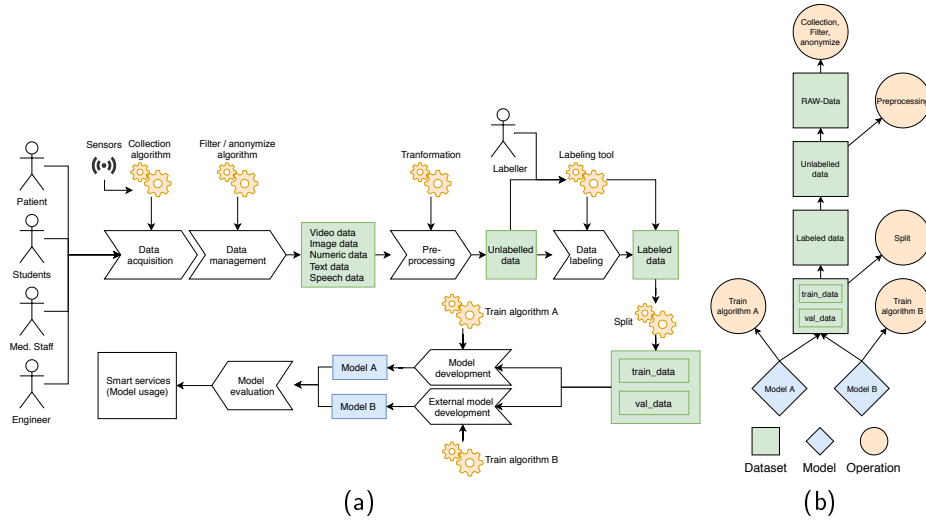 Patient
Students
Med. Staff
Engineer
Sensors
Collection
algorithm
Filter / anonymize
algorithm
Data
acquisition
Data
management
Video data
Image data
Numeric data
Text data
Speech data
Tranformation
Pre-
processing
Unlabelled
data
Labeller
Labeling tool
Data
labeling
Labeled
data
Split
train_data
val_data
Train algorithm A
Model
development
External model
development
Train algorithm B
Model A
Model B
Model
evaluation
Smart services
(Model usage)
(a)
Collection,
Filter,
anonymize
RAW-Data
Preprocessing
Unlabelled
data
Labeled data
Split
train_data
val_data
Train
algorithm A
Train
algorithm B
Model A
Model B
Dataset
Model
Operation
(b)